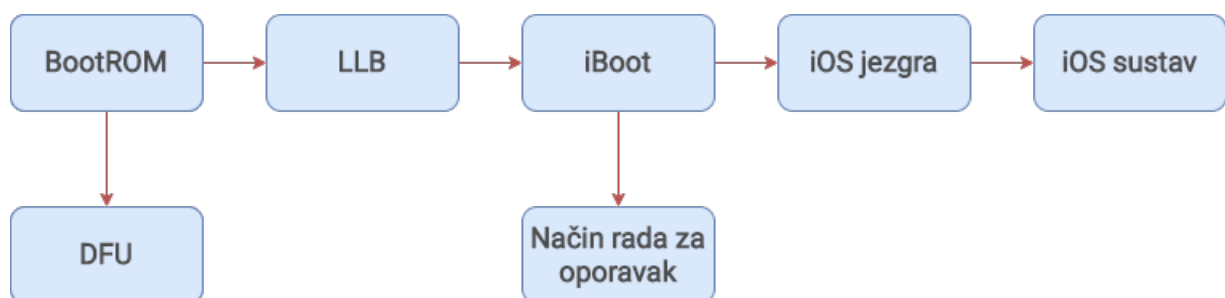 BootROM
LLB
iBoot
iOS jezgra
iOS sustav
DFU
Način rada za
oporavak